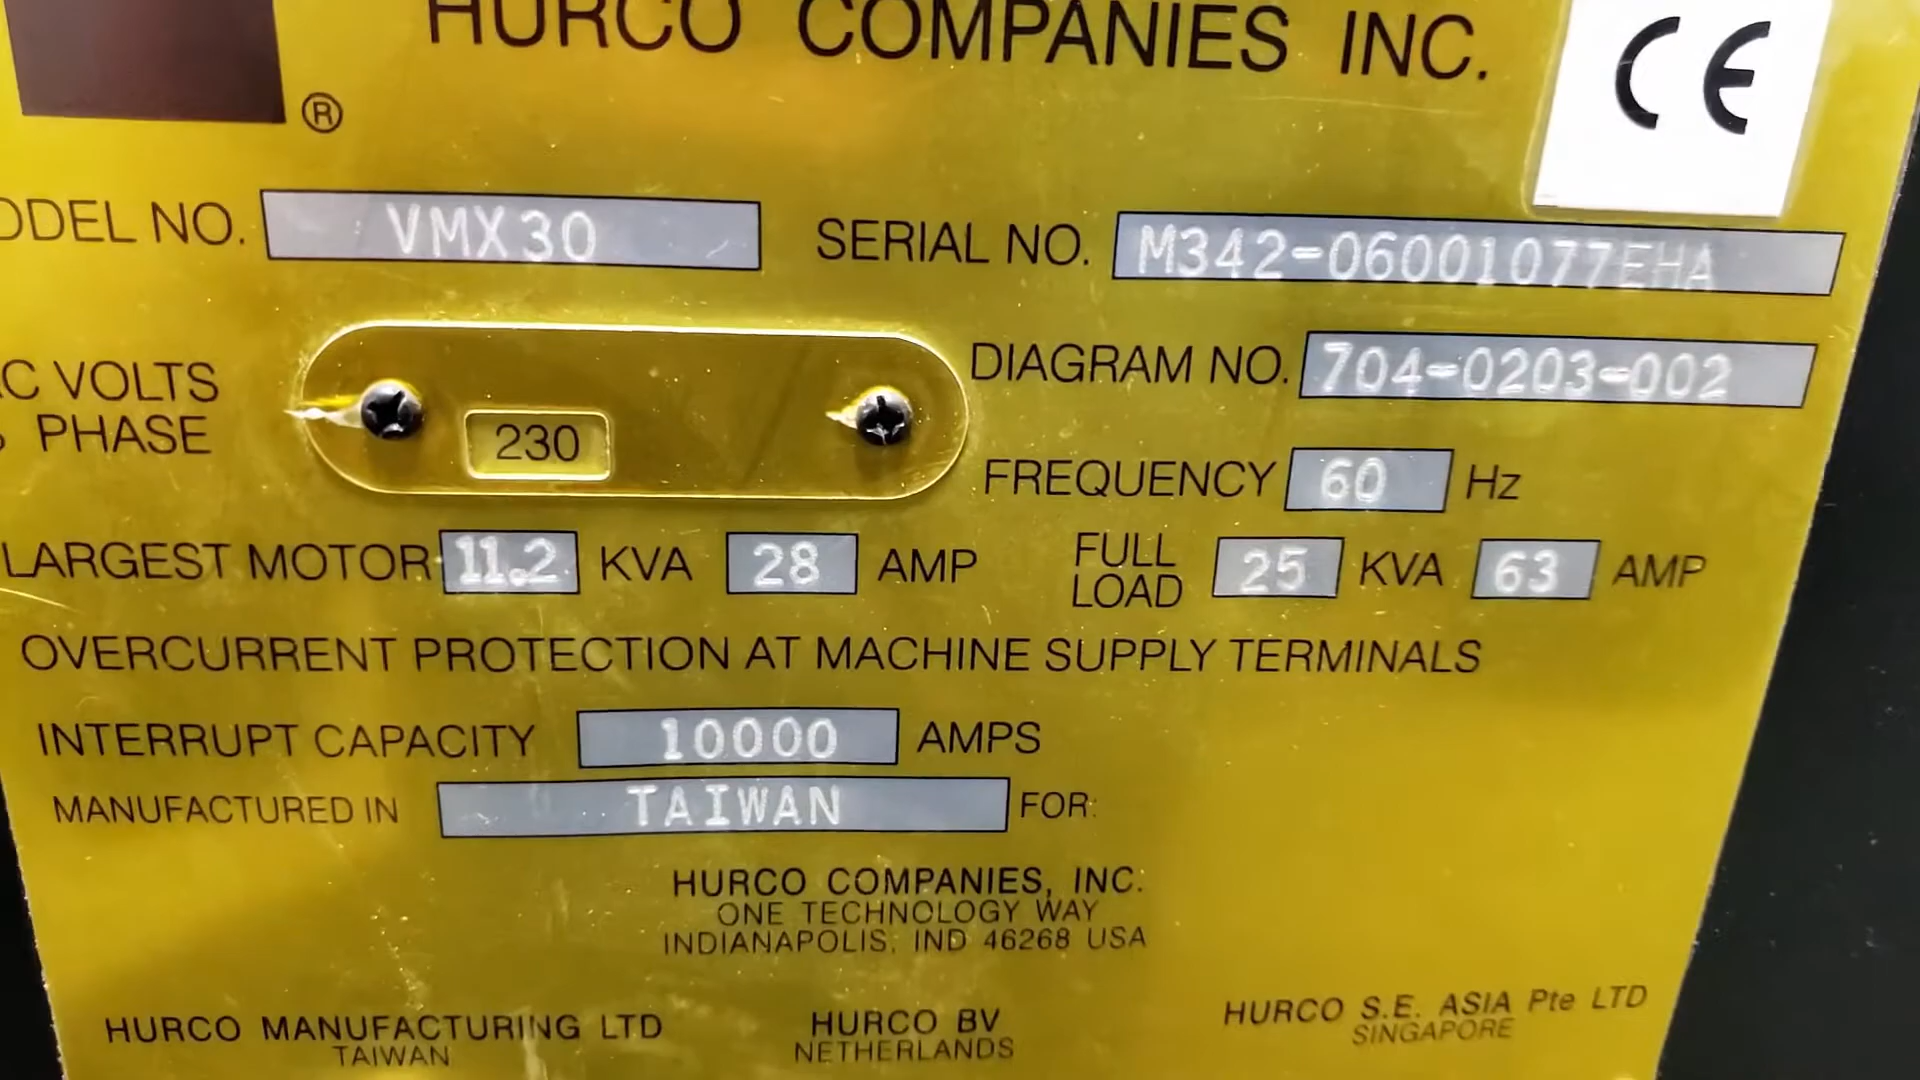 HURCO COMPANIES INC.
®
CE
ODEL NO. VMX30 SERIAL NO. M342-06001077EHA
C VOLTS
PHASE
230
DIAGRAM NO. 704-0203-002
FREQUENCY 60 Hz
LARGEST MOTOR 11.2 KVA 28 AMP FULL LOAD 25 KVA 63 AMP
OVERCURRENT PROTECTION AT MACHINE SUPPLY TERMINALS
INTERRUPT CAPACITY 10000 AMPS
MANUFACTURED IN TAIWAN FOR:
HURCO COMPANIES, INC.
ONE TECHNOLOGY WAY
INDIANAPOLIS, IND 46268 USA
HURCO MANUFACTURING LTD
TAIWAN
HURCO BV
NETHERLANDS
HURCO S.E. ASIA Pte LTD
SINGAPORE